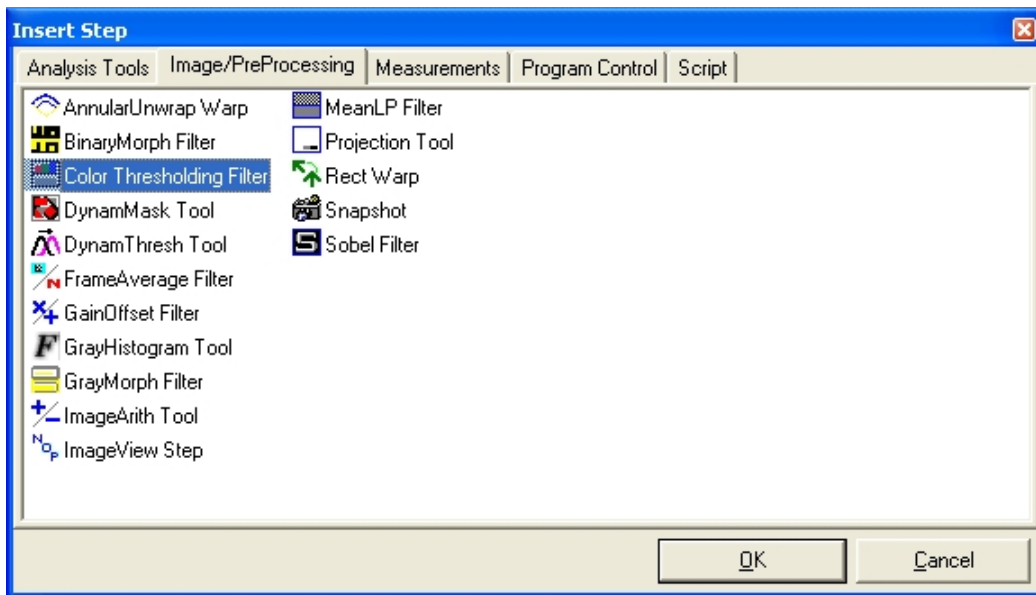 Insert Step
Analysis Tools Image/PreProcessing Measurements Program Control Script
AnnularUnwrap Warp
BinaryMorph Filter
Color Thresholding Filter
DynamMask Tool
DynamThresh Tool
FrameAverage Filter
GainOffset Filter
GrayHistogram Tool
GrayMorph Filter
ImageArith Tool
NOP ImageView Step
MeanLP Filter
Projection Tool
Rect Warp
Snapshot
Sobel Filter
OK Cancel